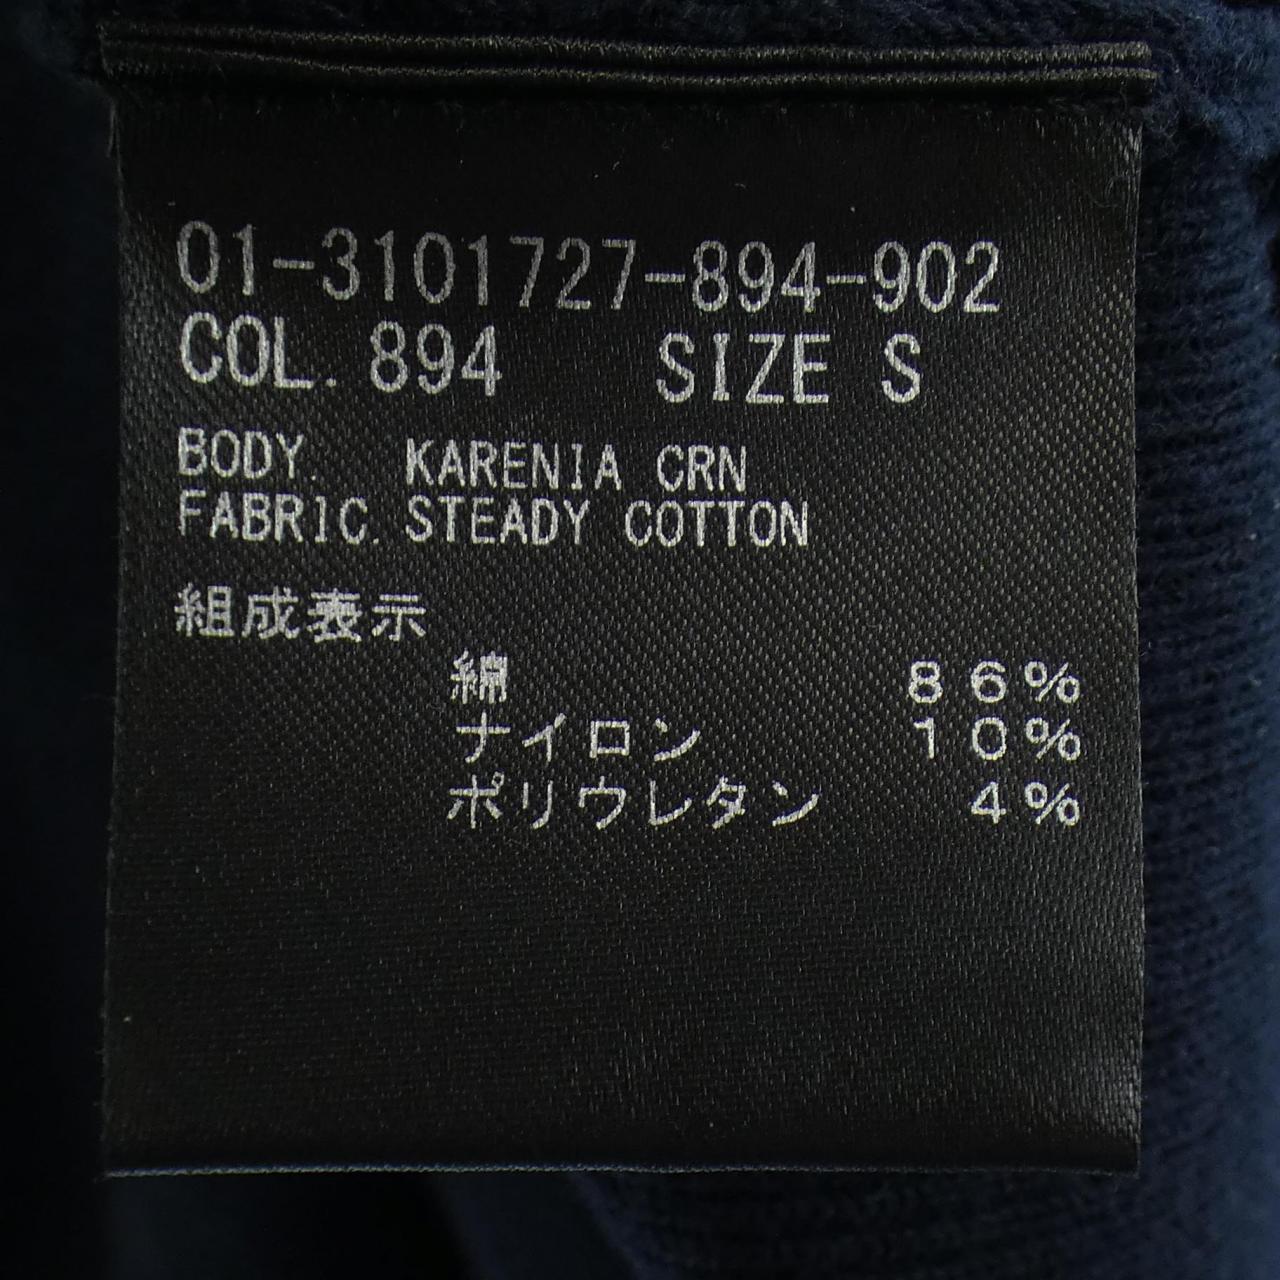 01-3101727-894-902
COL. 894 SIZE S
BODY. KARENIA CRN
FABRIC. STEADY COTTON
組成表示
綿 86%
ナイロン 10%
ポリウレタン 4%